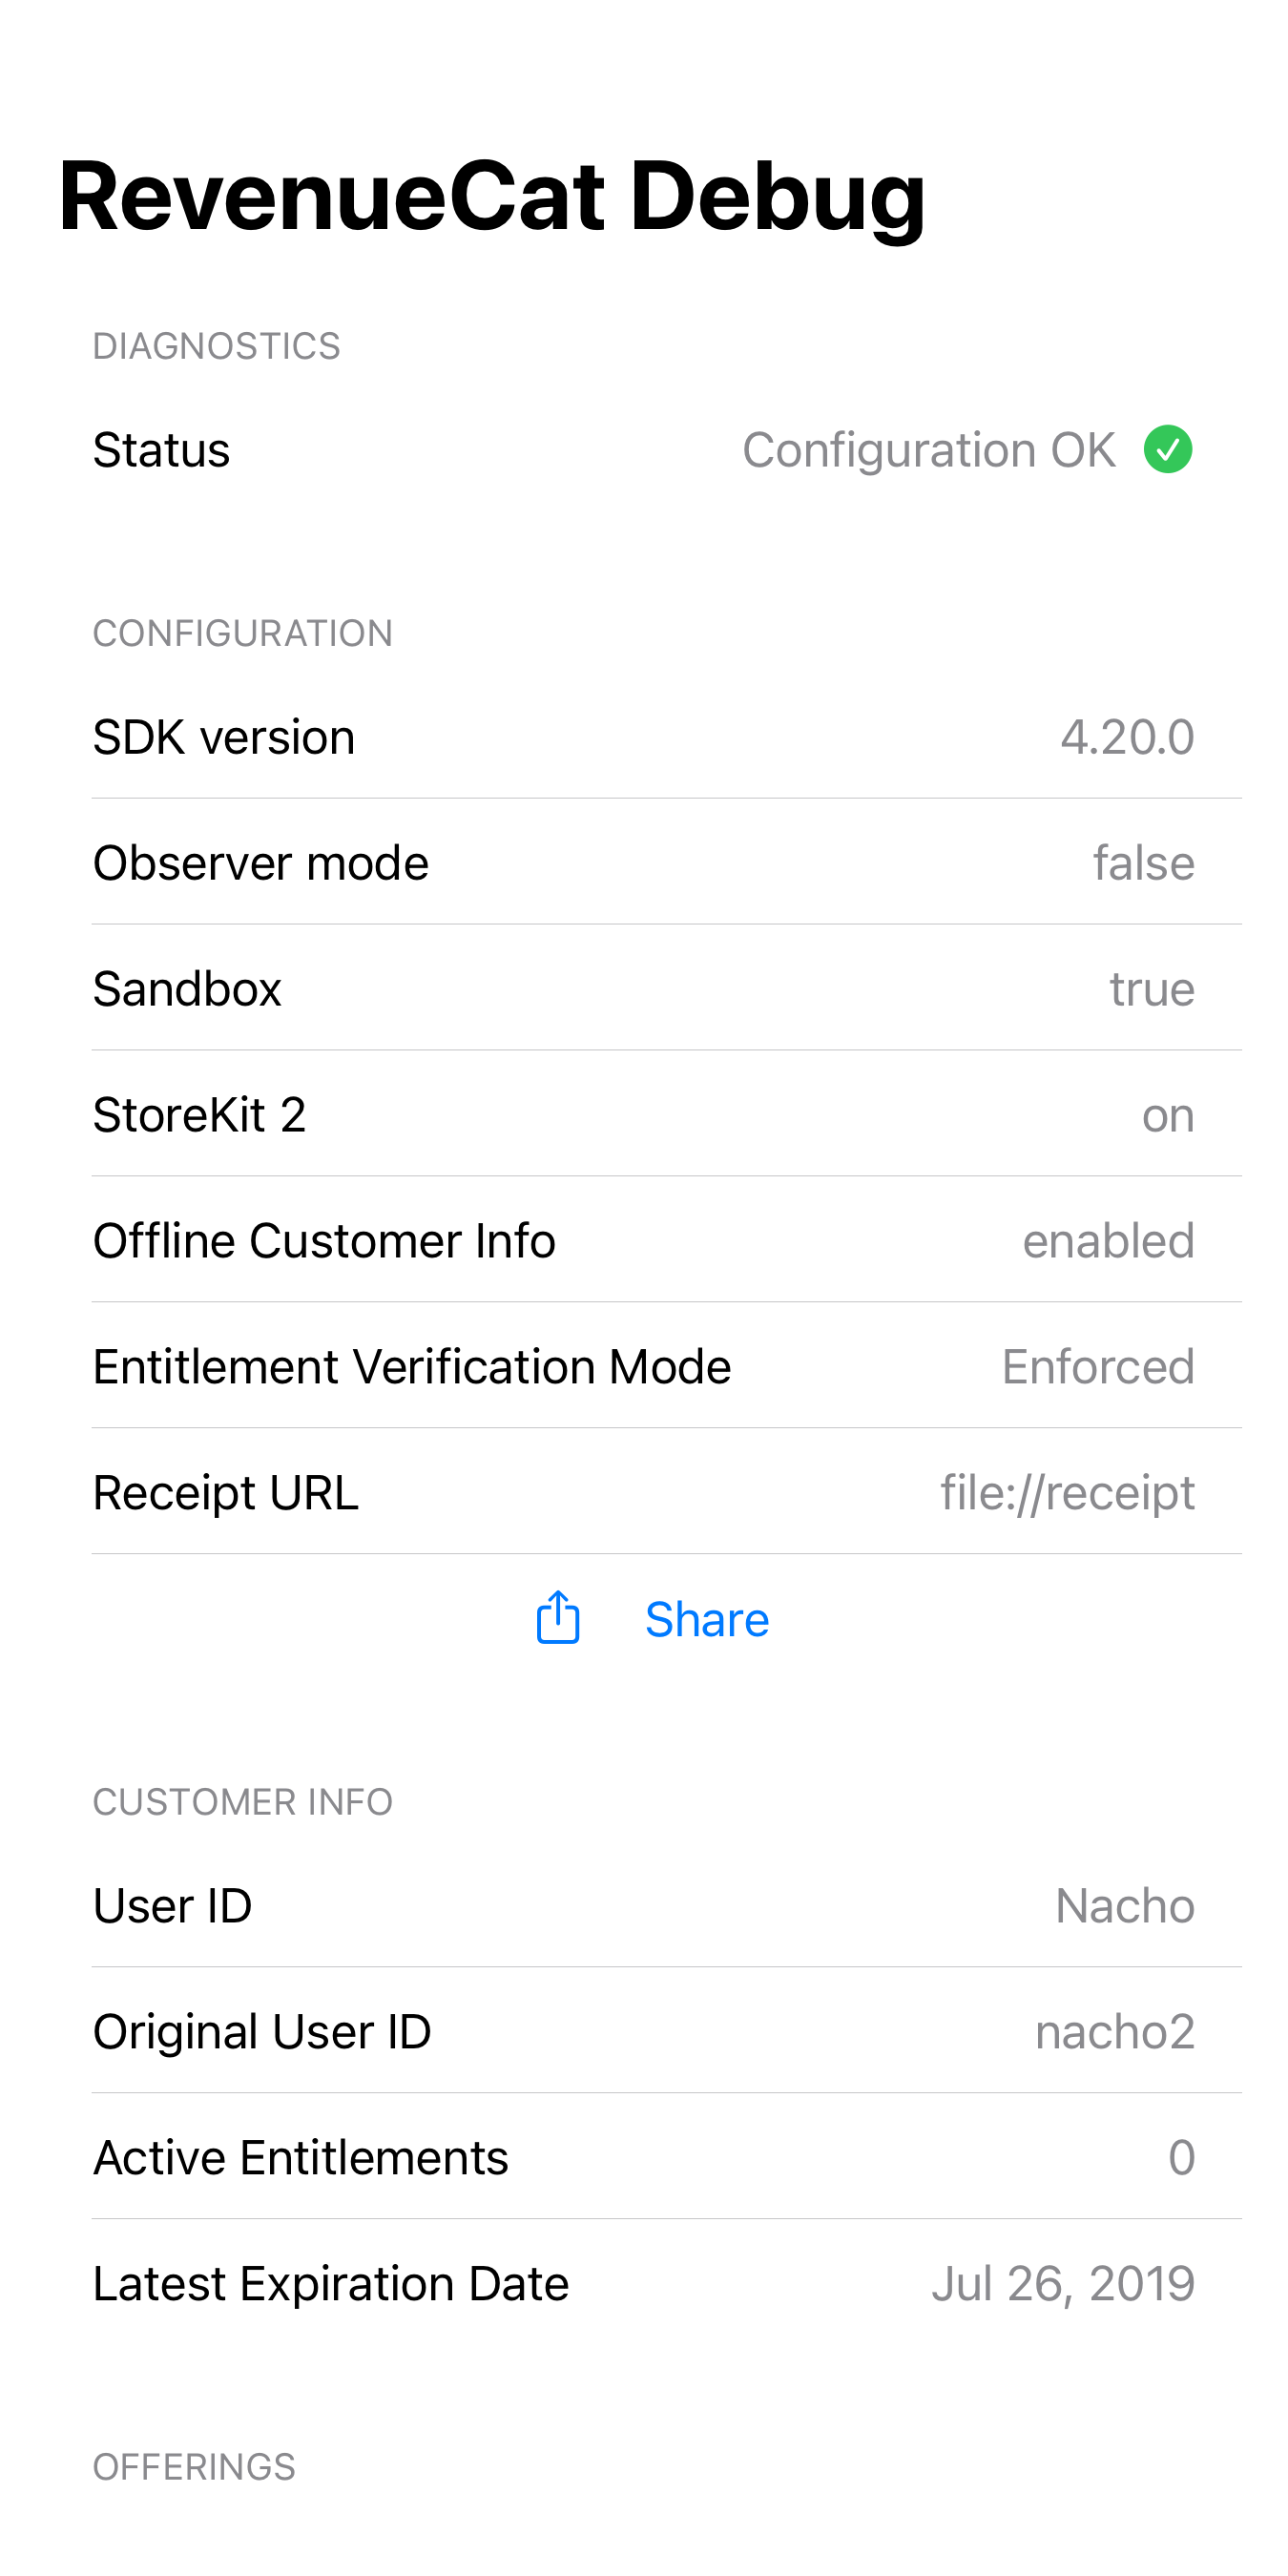 RevenueCat Debug
DIAGNOSTICS
Status Configuration OK
CONFIGURATION
SDK version 4.20.0
Observer mode false
Sandbox true
StoreKit 2 on
Offline Customer Info enabled
Entitlement Verification Mode Enforced
Receipt URL file://receipt
Share
CUSTOMER INFO
User ID Nacho
Original User ID nacho2
Active Entitlements 0
Latest Expiration Date Jul 26, 2019
OFFERINGS